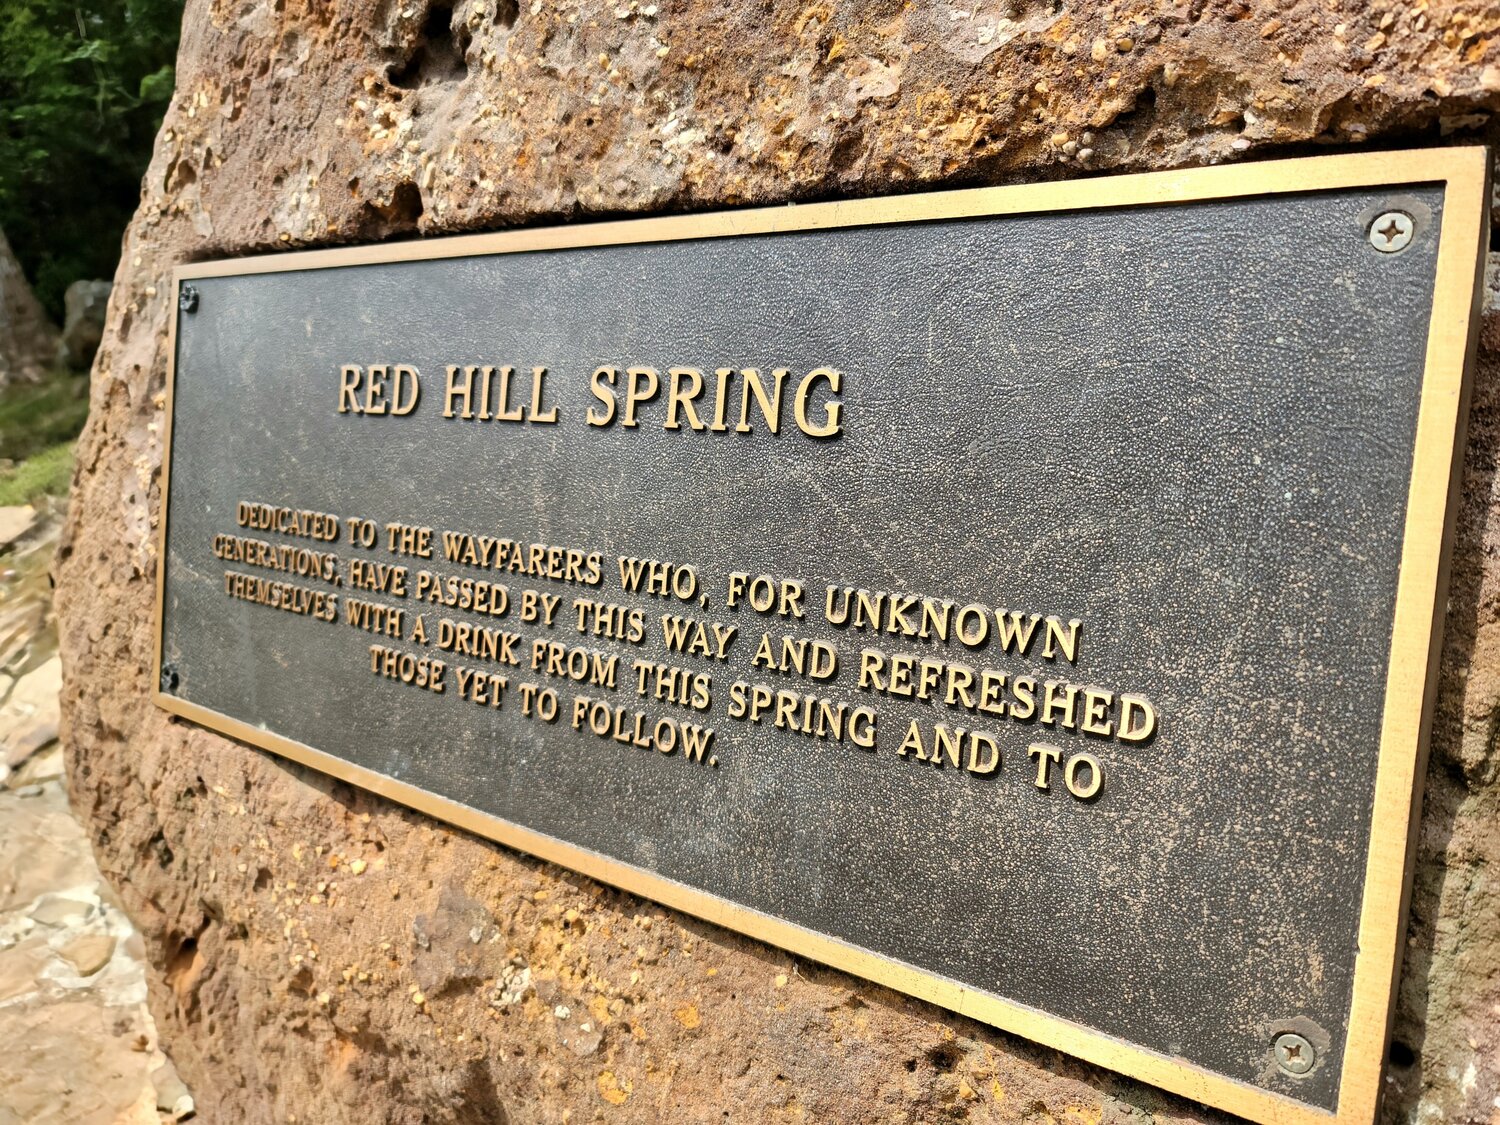 RED HILL SPRING
DEDICATED TO THE WAYFARERS WHO, FOR UNKNOWN
GENERATIONS, HAVE PASSED BY THIS WAY AND REFRESHED
THEMSELVES WITH A DRINK FROM THIS SPRING AND TO
THOSE YET TO FOLLOW.